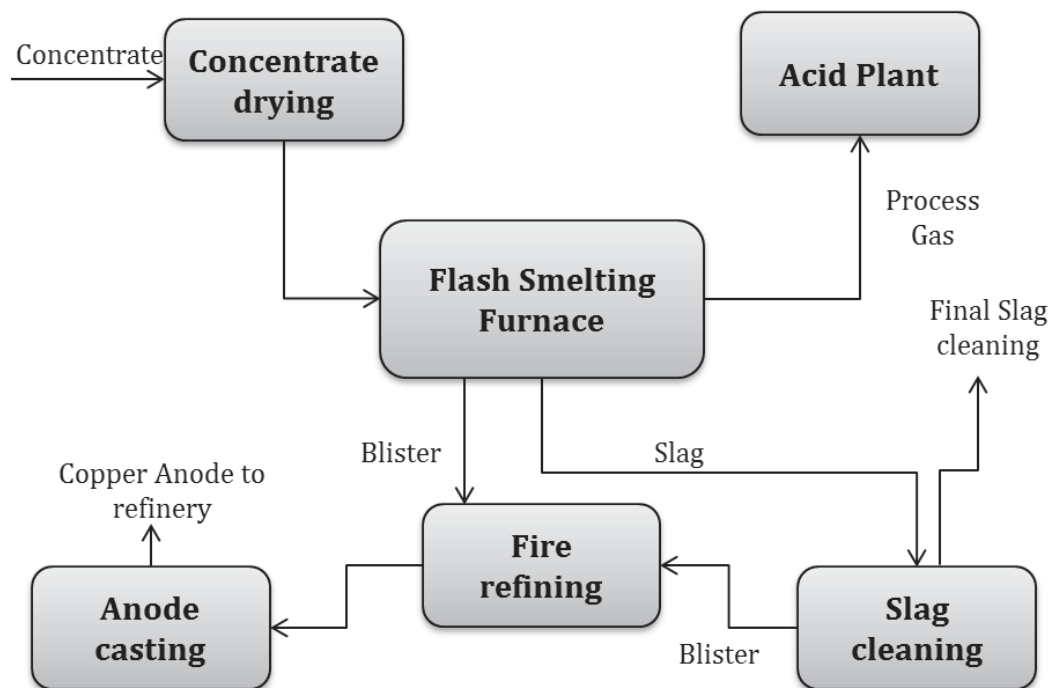 Concentrate
Concentrate
drying
Acid Plant
Process
Gas
Flash Smelting
Furnace
Final Slag
cleaning
Blister
Slag
Copper Anode to
refinery
Fire
refining
Anode
casting
Blister
Slag
cleaning